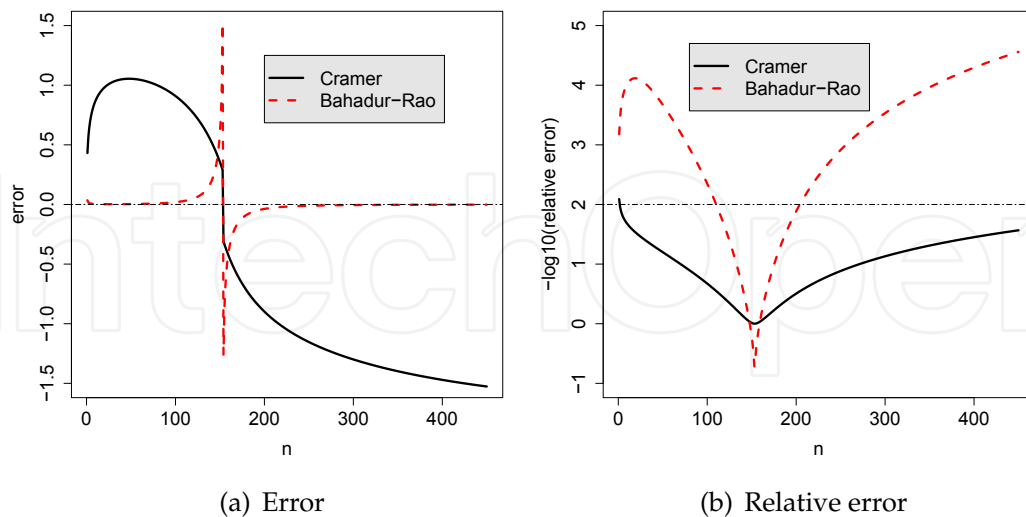 1.5
1.0
0.5
0.0
−0.5
−1.0
−1.5
error
Cramer
Bahadur−Rao
0
100
200
300
400
n
(a) Error
5
4
3
2
1
0
−1
−log10(relative error)
Cramer
Bahadur−Rao
0
100
200
300
400
n
(b) Relative error
IntechOpen